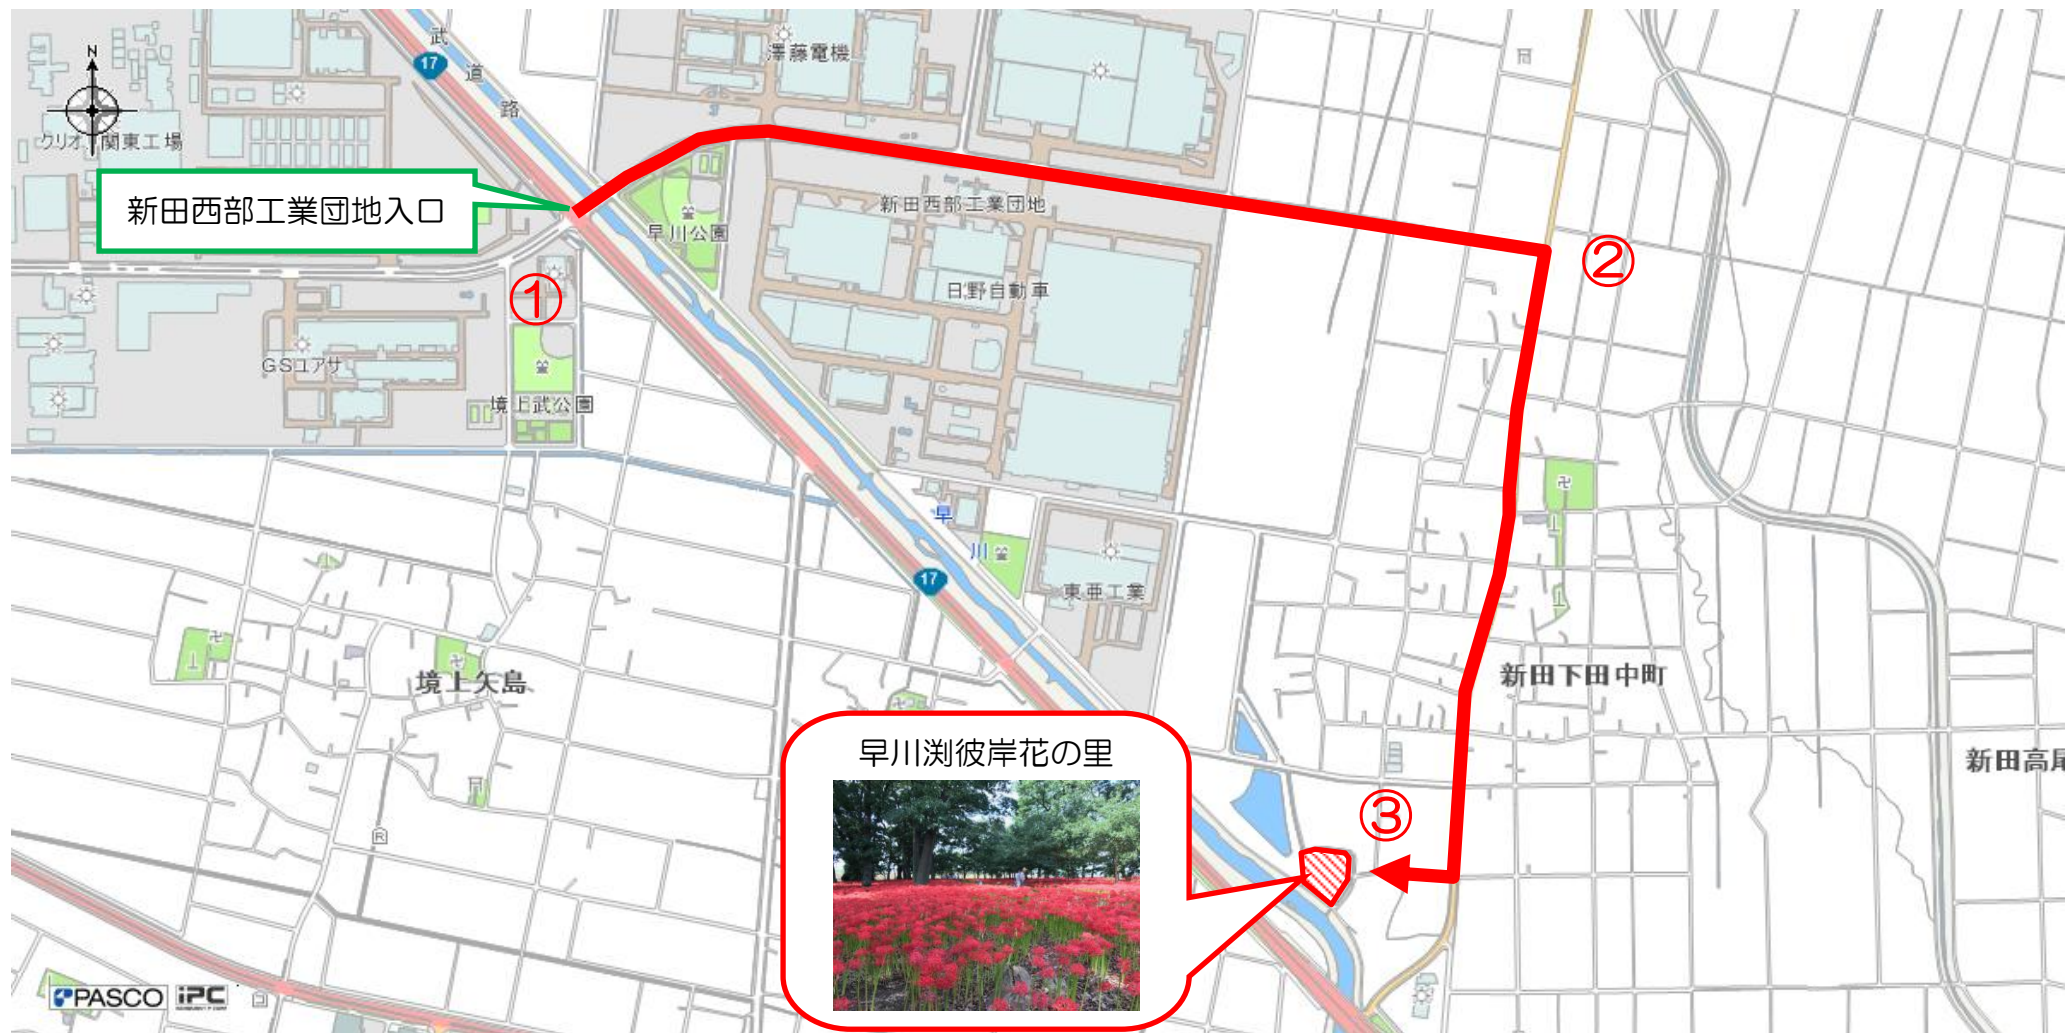 N
武
17
道
路
澤藤電機
クリオ 関東工場
新田西部工業団地入口
新田西部工業団地
早川公園
②
日野自動車
①
GSユアサ
境上武公園
早
川
17
東亜工業
境上矢島
新田下田中町
早川渕彼岸花の里
新田高尾
③
R
PASCO iPC